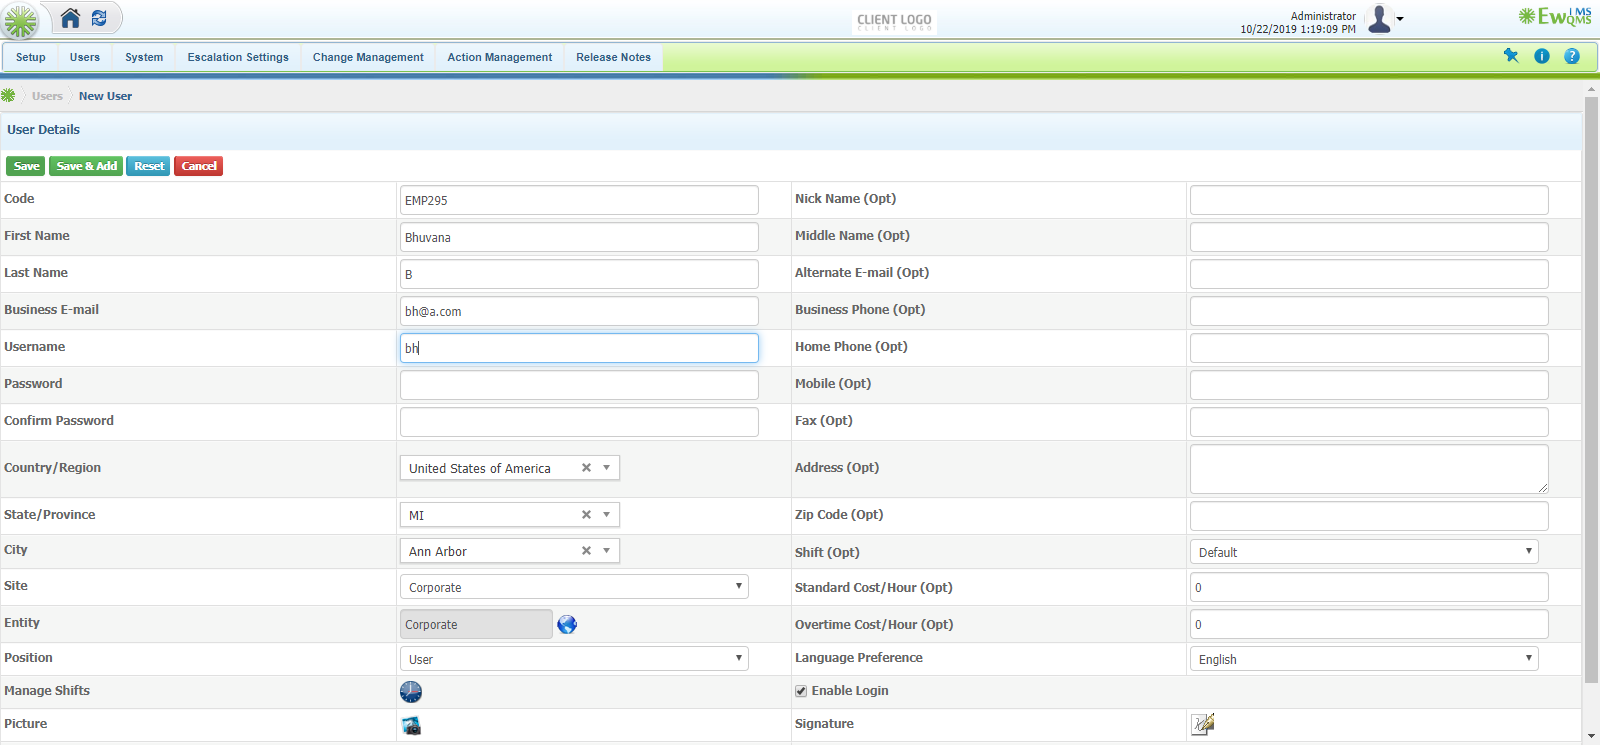 CLIENT LOGO
Administrator
10/22/2019 1:19:09 PM
EwQMS
Setup Users System Escalation Settings Change Management Action Management Release Notes
Users New User
User Details
Save Save & Add Reset Cancel
Code EMP295 Nick Name (Opt)
First Name Bhuvana Middle Name (Opt)
Last Name B Alternate E-mail (Opt)
Business E-mail bh@a.com Business Phone (Opt)
Username bh Home Phone (Opt)
Password Mobile (Opt)
Confirm Password Fax (Opt)
Country/Region United States of America Address (Opt)
State/Province MI Zip Code (Opt)
City Ann Arbor Shift (Opt) Default
Site Corporate Standard Cost/Hour (Opt) 0
Entity Corporate Overtime Cost/Hour (Opt) 0
Position User Language Preference English
Manage Shifts Enable Login
Picture Signature